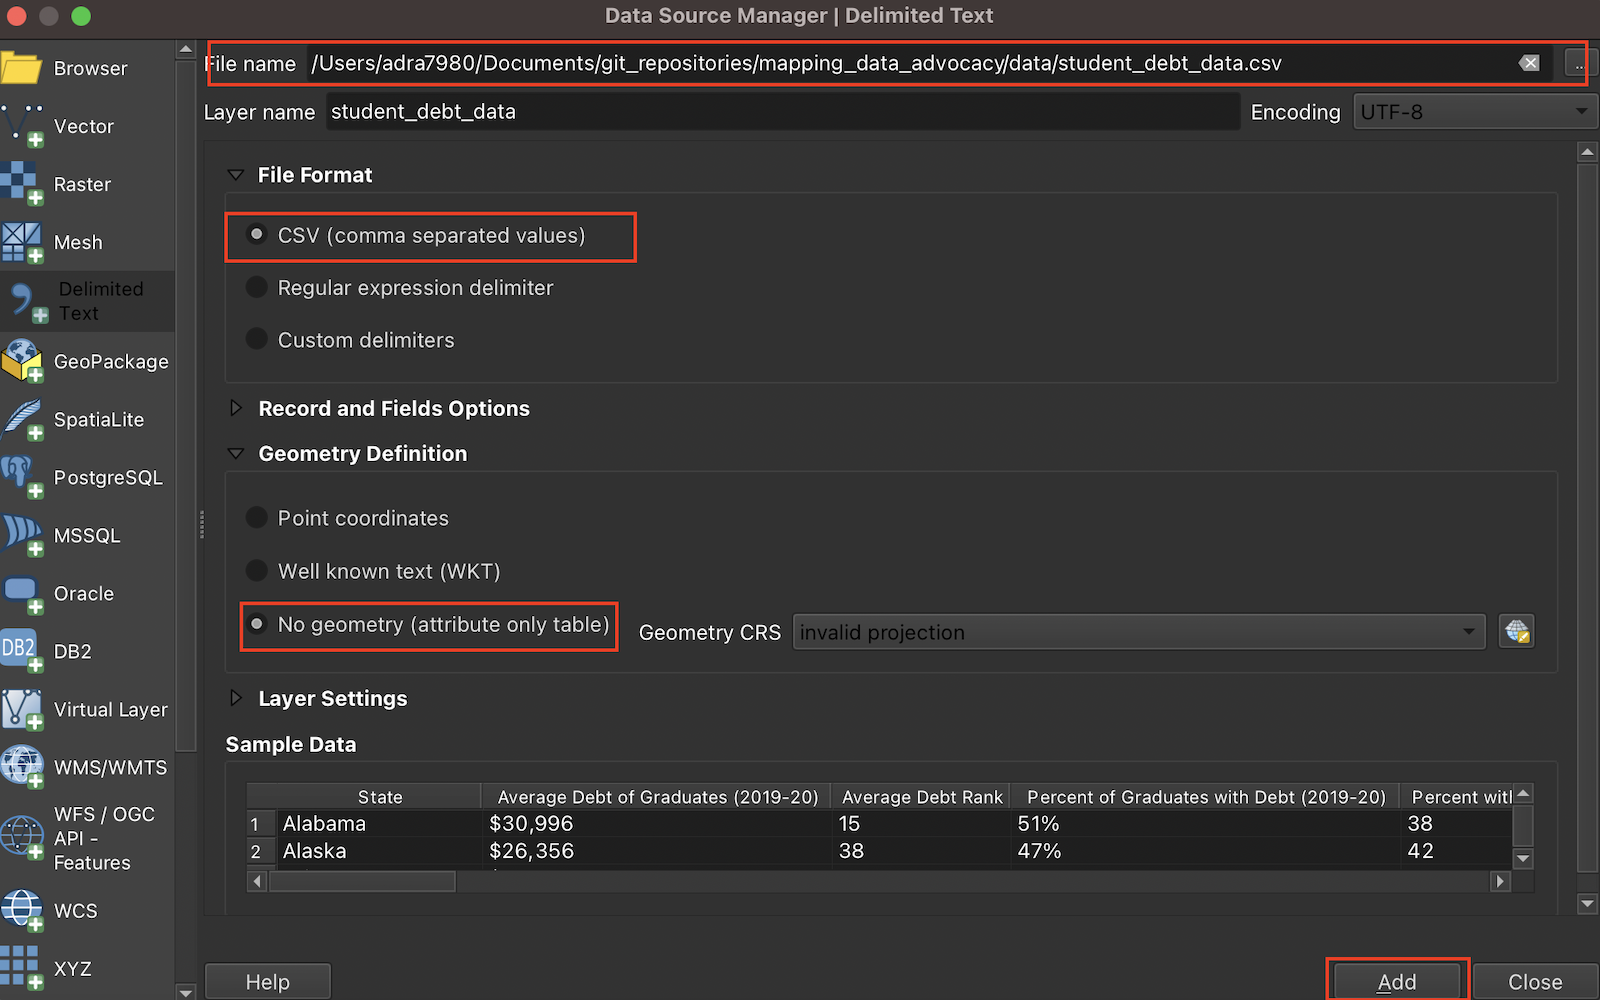 Data Source Manager | Delimited Text
Browser
Vector
Raster
Mesh
Delimited
Text
GeoPackage
SpatiaLite
PostgreSQL
MSSQL
Oracle
DB2
DB2
Virtual Layer
WMS/WMTS
WFS / OGC
API -
Features
WCS
XYZ
File name /Users/adra7980/Documents/git_repositories/mapping_data_advocacy/data/student_debt_data.csv ...
Layer name student_debt_data Encoding UTF-8
File Format
CSV (comma separated values)
Regular expression delimiter
Custom delimiters
Record and Fields Options
Geometry Definition
Point coordinates
Well known text (WKT)
No geometry (attribute only table) Geometry CRS invalid projection
Layer Settings
Sample Data
State Average Debt of Graduates (2019-20) Average Debt Rank Percent of Graduates with Debt (2019-20) Percent with
1 Alabama $30,996 15 51% 38
2 Alaska $26,356 38 47% 42
Help Add Close